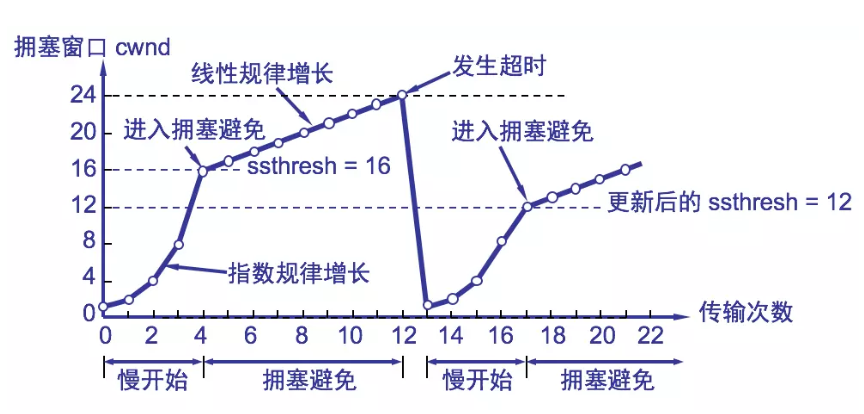 拥塞窗口 cwnd
线性规律增长
发生超时
24
进入拥塞避免
进入拥塞避免
20
16
ssthresh = 16
12
更新后的 ssthresh = 12
8
指数规律增长
4
0
传输次数
0 2 4 6 8 10 12 14 16 18 20 22
慢开始 拥塞避免 慢开始 拥塞避免